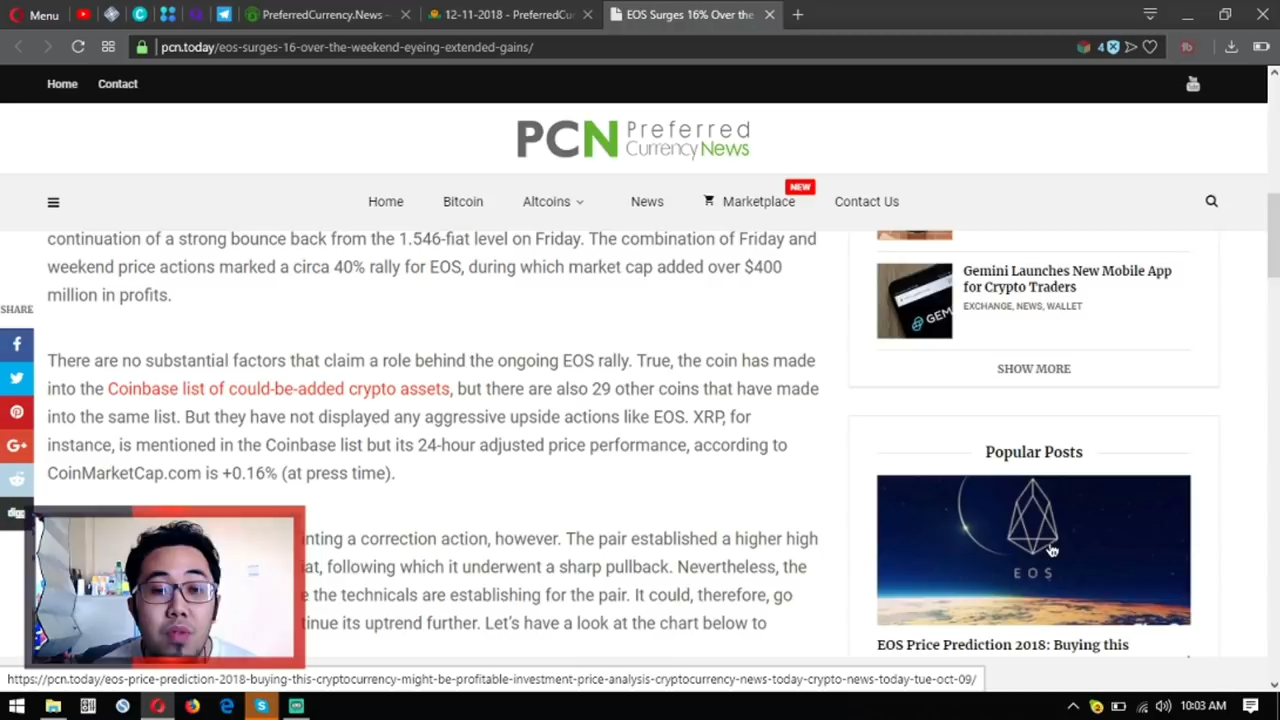 Menu
PreferredCurrency.News -
12-11-2018 - PreferredCu
EOS Surges 16% Over the
pcn.today/eos-surges-16-over-the-weekend-eyeing-extended-gains/
4
Home
Contact
PCN Preferred
Currency News
NEW
Home
Bitcoin
Altcoins
News
Marketplace
Contact Us
continuation of a strong bounce back from the 1.546-fiat level on Friday. The combination of Friday and
weekend price actions marked a circa 40% rally for EOS, during which market cap added over $400
million in profits.
SHARE
There are no substantial factors that claim a role behind the ongoing EOS rally. True, the coin has made
into the Coinbase list of could-be-added crypto assets, but there are also 29 other coins that have made
into the same list. But they have not displayed any aggressive upside actions like EOS. XRP, for
instance, is mentioned in the Coinbase list but its 24-hour adjusted price performance, according to
CoinMarketCap.com is +0.16% (at press time).
nting a correction action, however. The pair established a higher high
at, following which it underwent a sharp pullback. Nevertheless, the
e the technicals are establishing for the pair. It could, therefore, go
tinue its uptrend further. Let's have a look at the chart below to
GEM
Gemini Launches New Mobile App
for Crypto Traders
EXCHANGE, NEWS, WALLET
SHOW MORE
Popular Posts
EOS
EOS Price Prediction 2018: Buying this
https://pcn.today/eos-price-prediction-2018-buying-this-cryptocurrency-might-be-profitable-investment-price-analysis-cryptocurrency-news-today-crypto-news-today-tue-oct-09/
10:03 AM